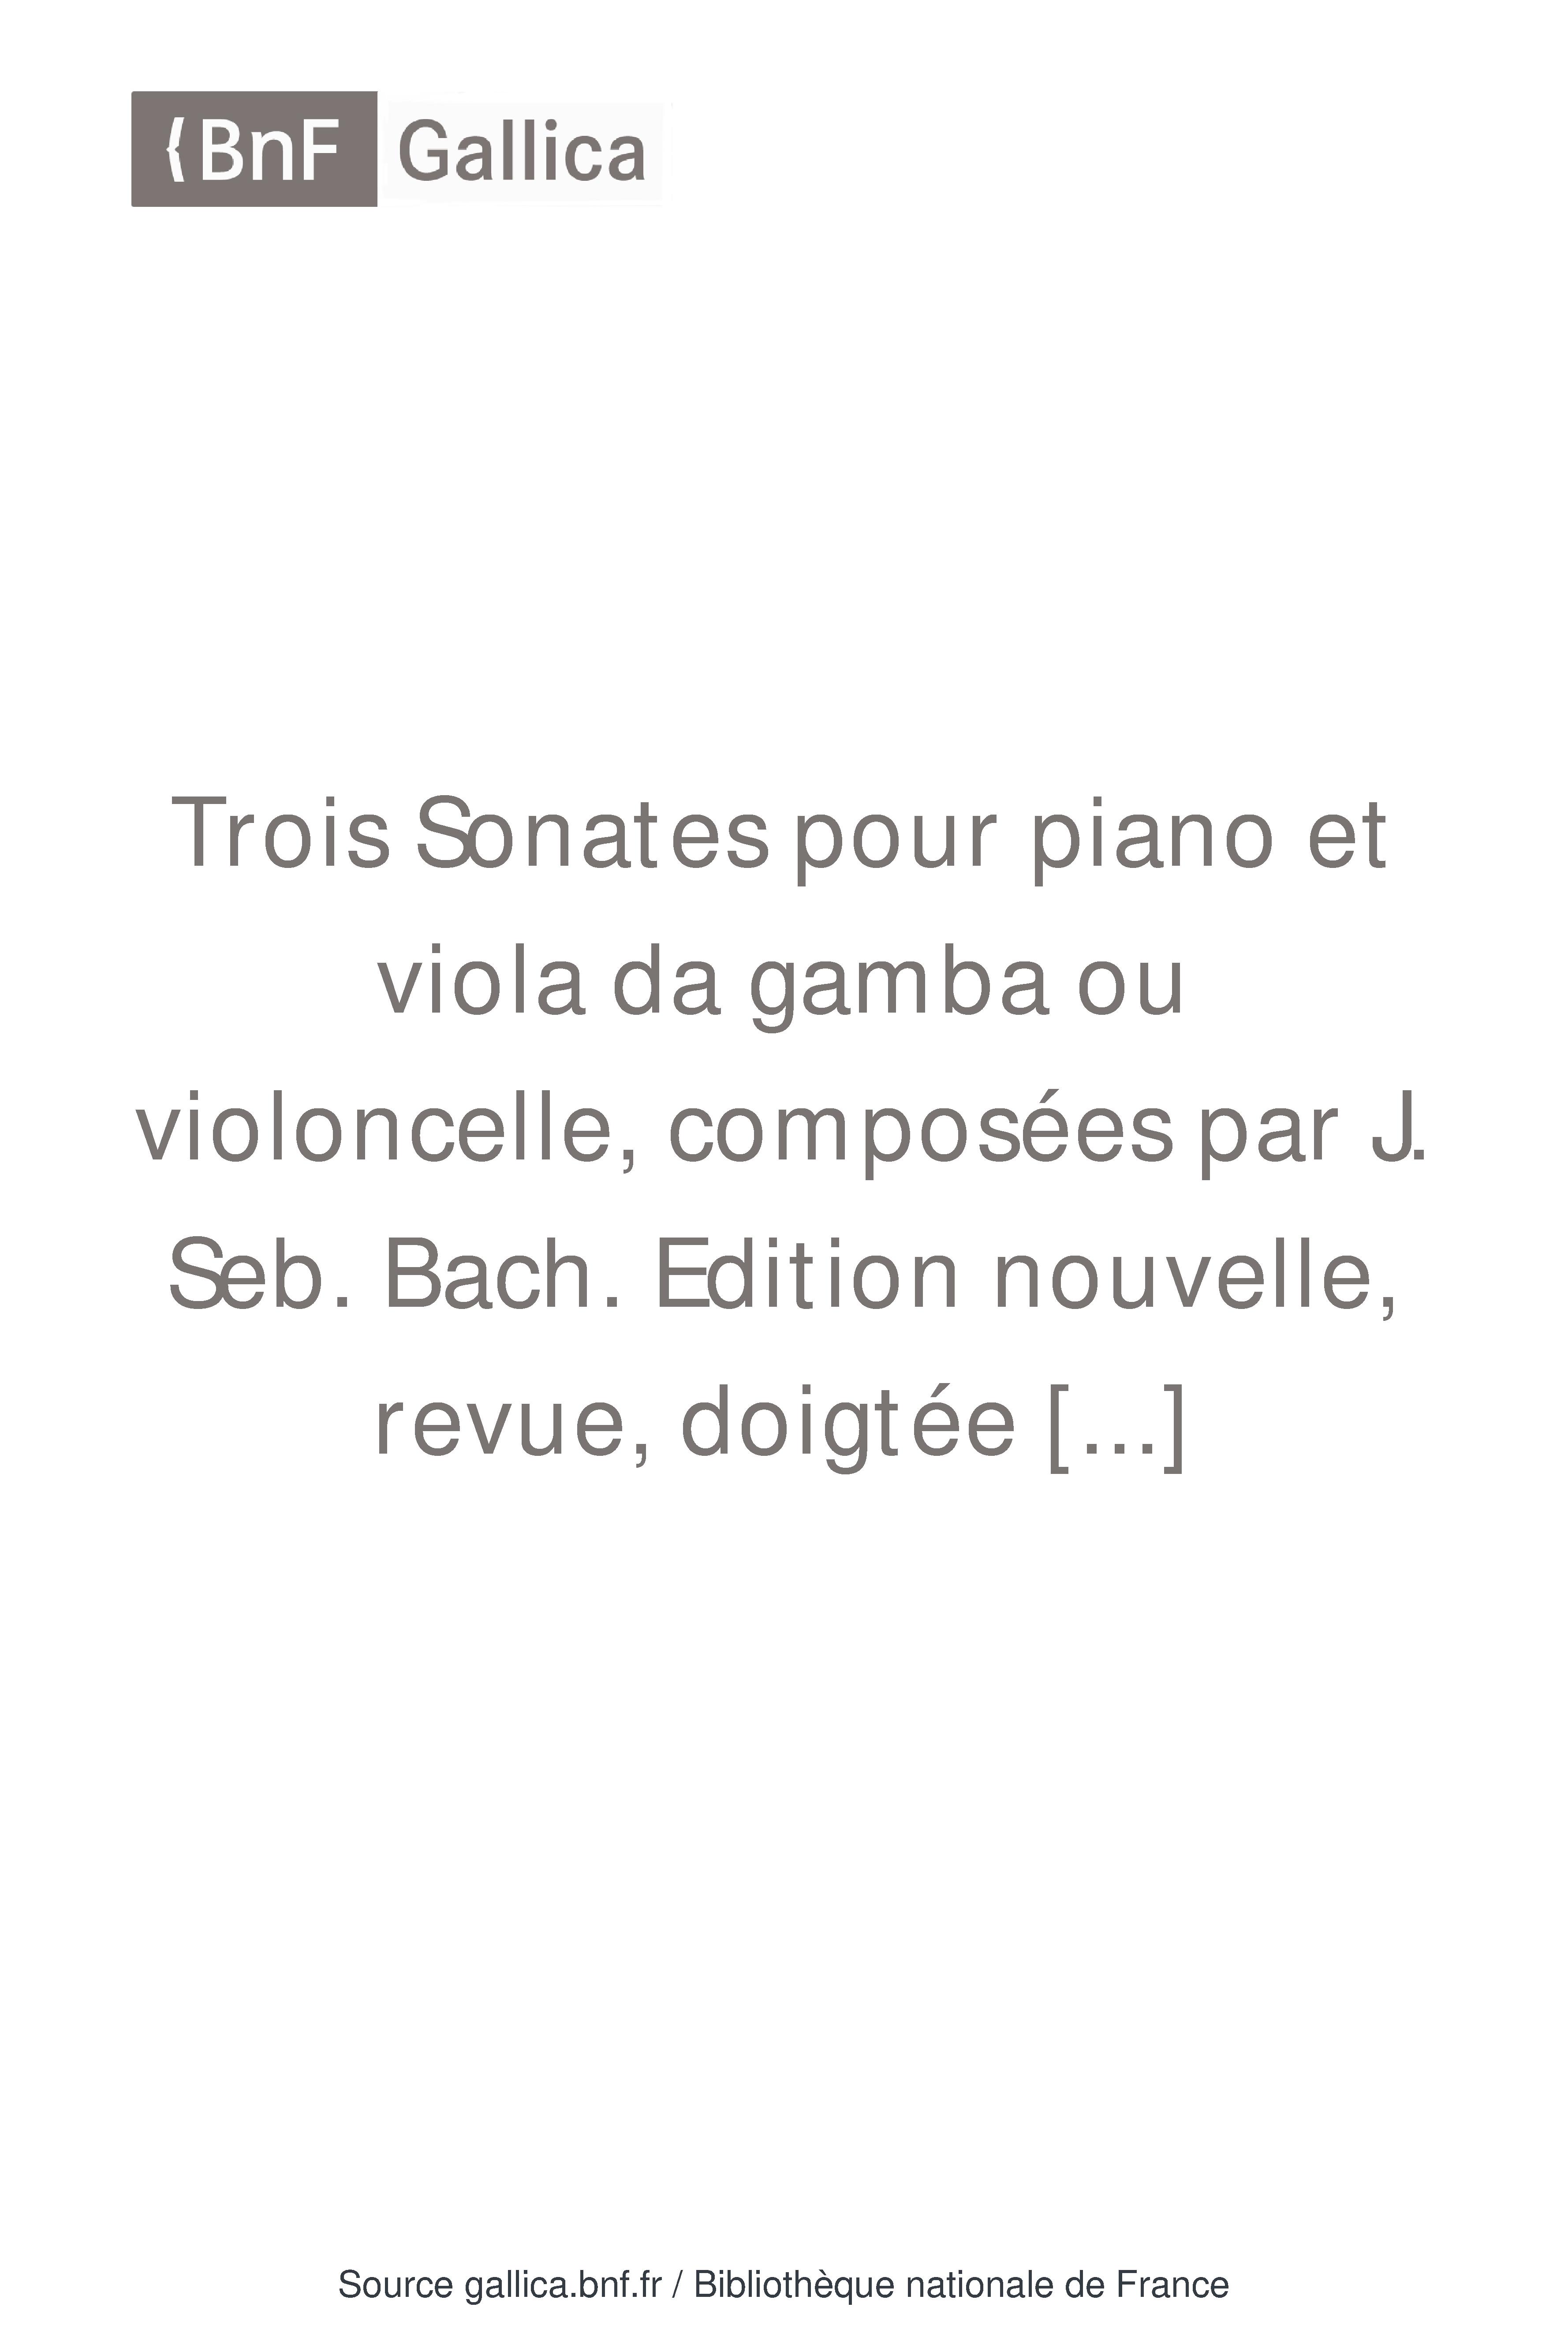 {BnF Gallica
Trois Sonates pour piano et
viola da gamba ou
violoncelle, composées par J.
Seb. Bach. Edition nouvelle,
revue, doigtée [...]
Source gallica.bnf.fr / Bibliothèque nationale de France